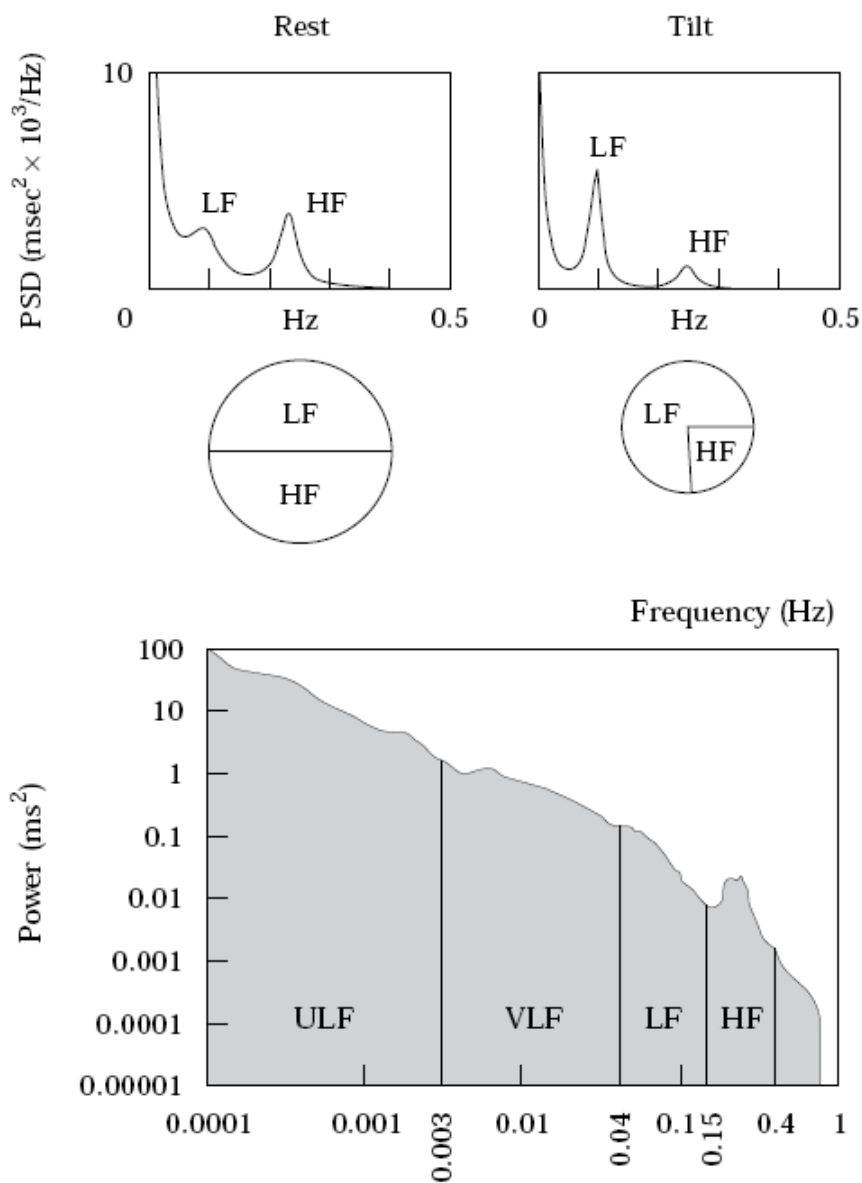 Rest Tilt
PSD (msec² × 10³/Hz)
10
LF HF
LF
HF
0 Hz 0.5
0 Hz 0.5
LF
HF
LF
HF
Frequency (Hz)
Power (ms²)
100
10
1
0.1
0.01
0.001
0.0001
0.00001
ULF VLF LF HF
0.0001 0.001 0.003 0.01 0.04 0.1 0.15 0.4 1